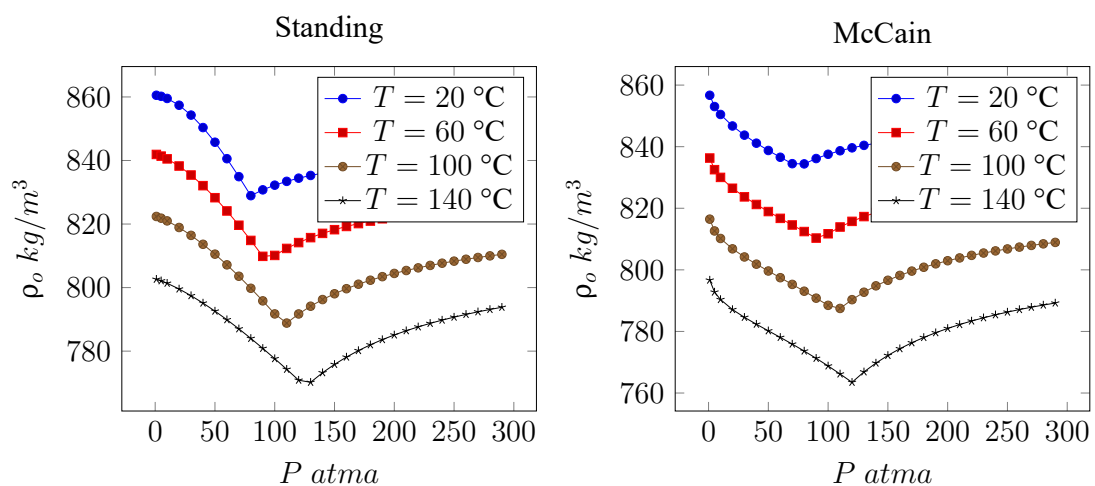 Standing
860
840
820
800
780
ρo kg/m³
0 50 100 150 200 250 300
P atma
T = 20 °C
T = 60 °C
T = 100 °C
T = 140 °C
McCain
860
840
820
800
780
760
ρo kg/m³
0 50 100 150 200 250 300
P atma
T = 20 °C
T = 60 °C
T = 100 °C
T = 140 °C